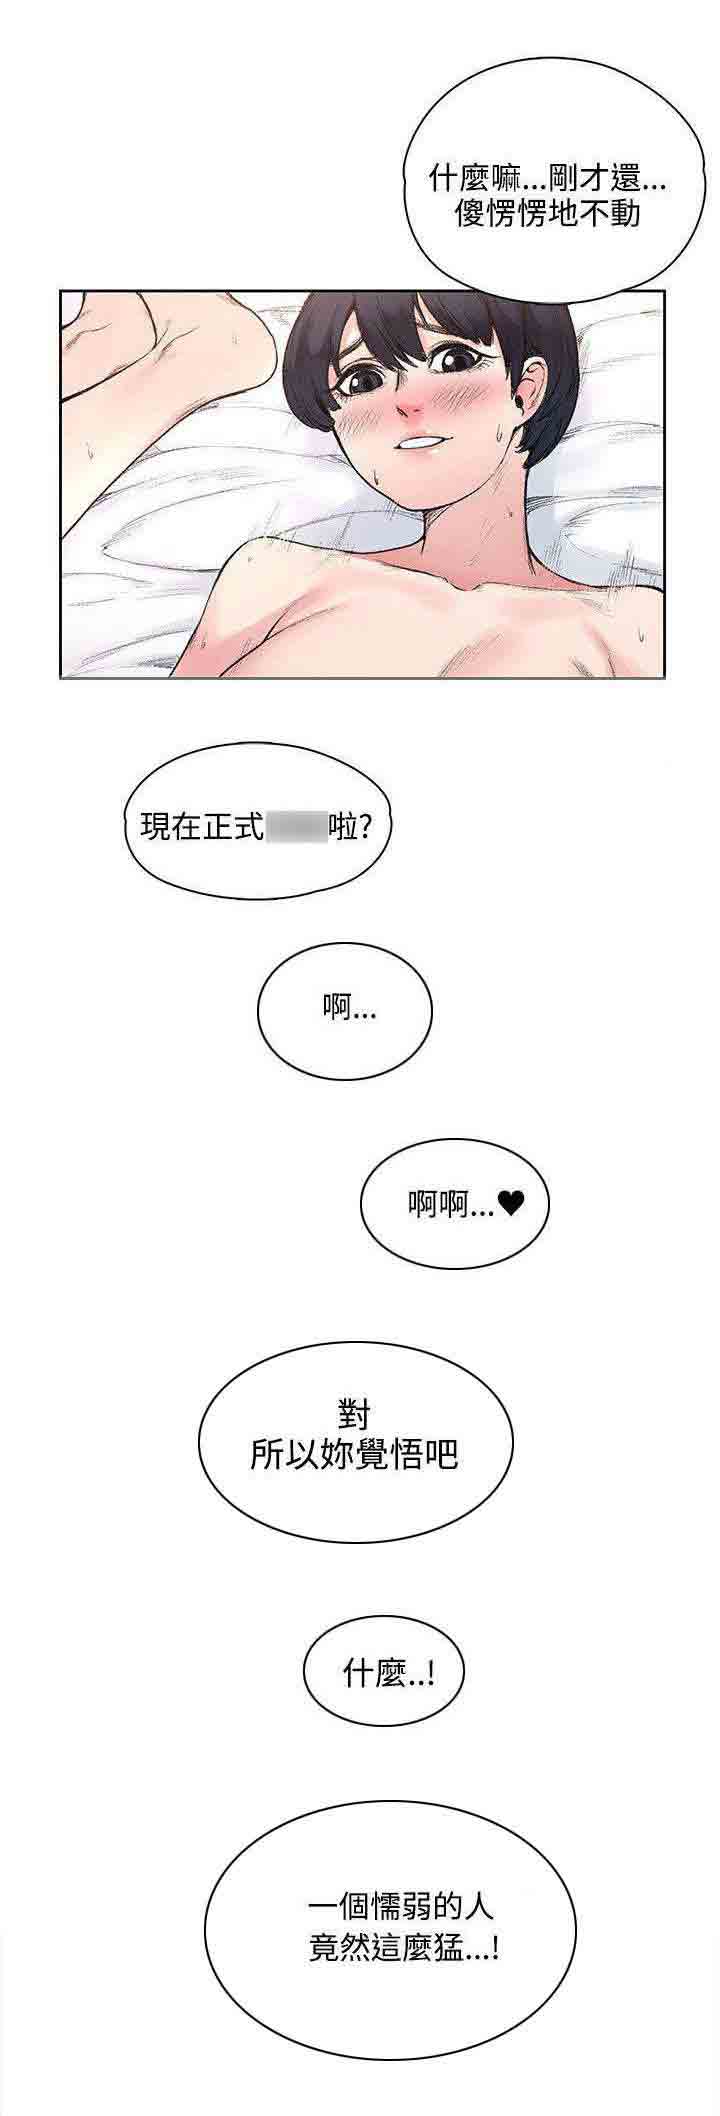 什麼嘛...剛才還...
傻愣愣地不動
現在正式 啦?
啊...
啊啊...♥
對
所以妳覺悟吧
什麼..!
一個懦弱的人
竟然這麼猛...!